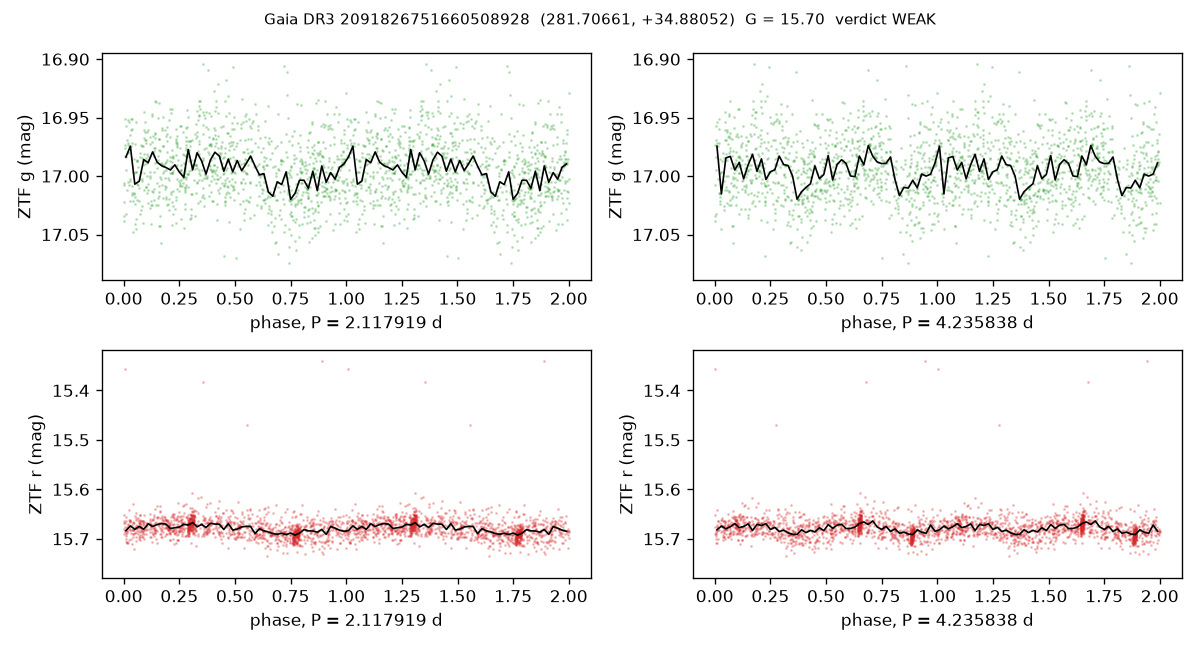 Gaia DR3 2091826751660508928 (281.70661, +34.88052) G = 15.70 verdict WEAK
ZTF g (mag)
16.90
16.95
17.00
17.05
0.00 0.25 0.50 0.75 1.00 1.25 1.50 1.75 2.00
phase, P = 2.117919 d
ZTF g (mag)
16.90
16.95
17.00
17.05
0.00 0.25 0.50 0.75 1.00 1.25 1.50 1.75 2.00
phase, P = 4.235838 d
ZTF r (mag)
15.4
15.5
15.6
15.7
0.00 0.25 0.50 0.75 1.00 1.25 1.50 1.75 2.00
phase, P = 2.117919 d
ZTF r (mag)
15.4
15.5
15.6
15.7
0.00 0.25 0.50 0.75 1.00 1.25 1.50 1.75 2.00
phase, P = 4.235838 d